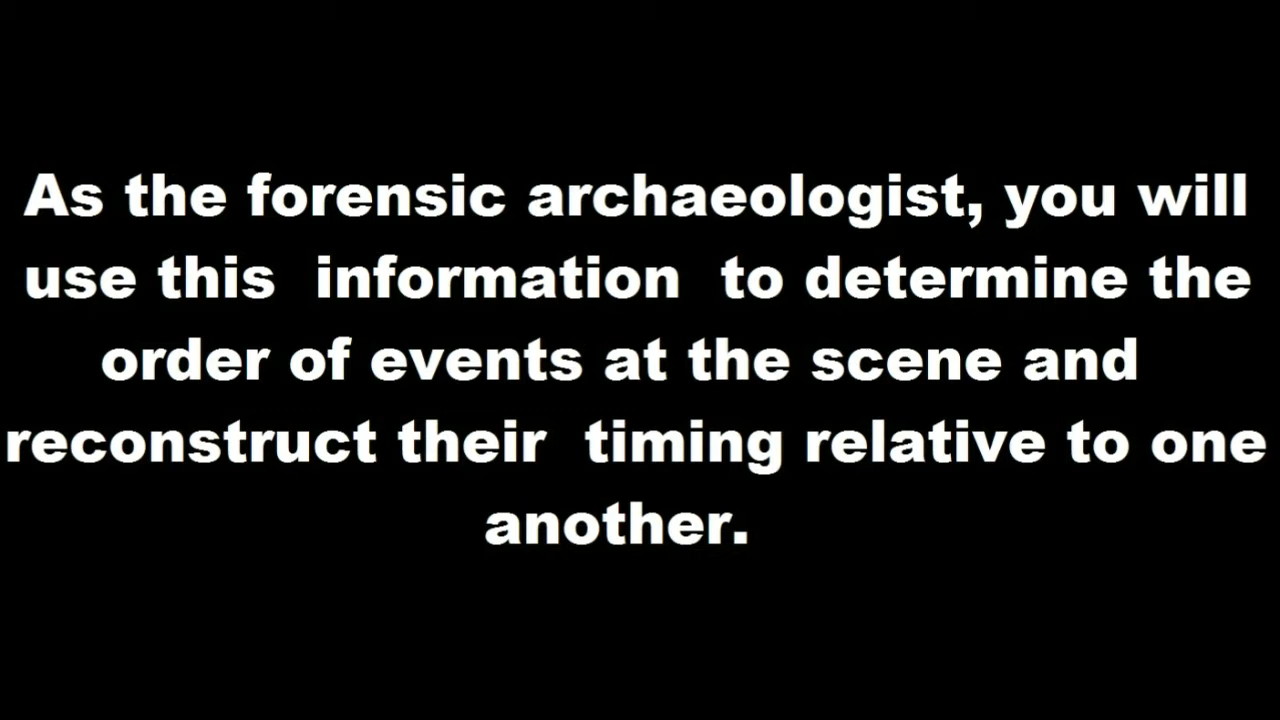 As the forensic archaeologist, you will
use this  information  to determine the
order of events at the scene and
reconstruct their  timing relative to one
another.